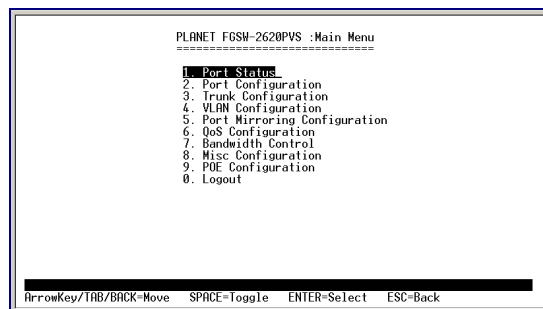 PLANET FGSW-2620PVS :Main Menu
==============================
1. Port Status_
2. Port Configuration
3. Trunk Configuration
4. VLAN Configuration
5. Port Mirroring Configuration
6. QoS Configuration
7. Bandwidth Control
8. Misc Configuration
9. POE Configuration
0. Logout
ArrowKey/TAB/BACK=Move SPACE=Toggle ENTER=Select ESC=Back